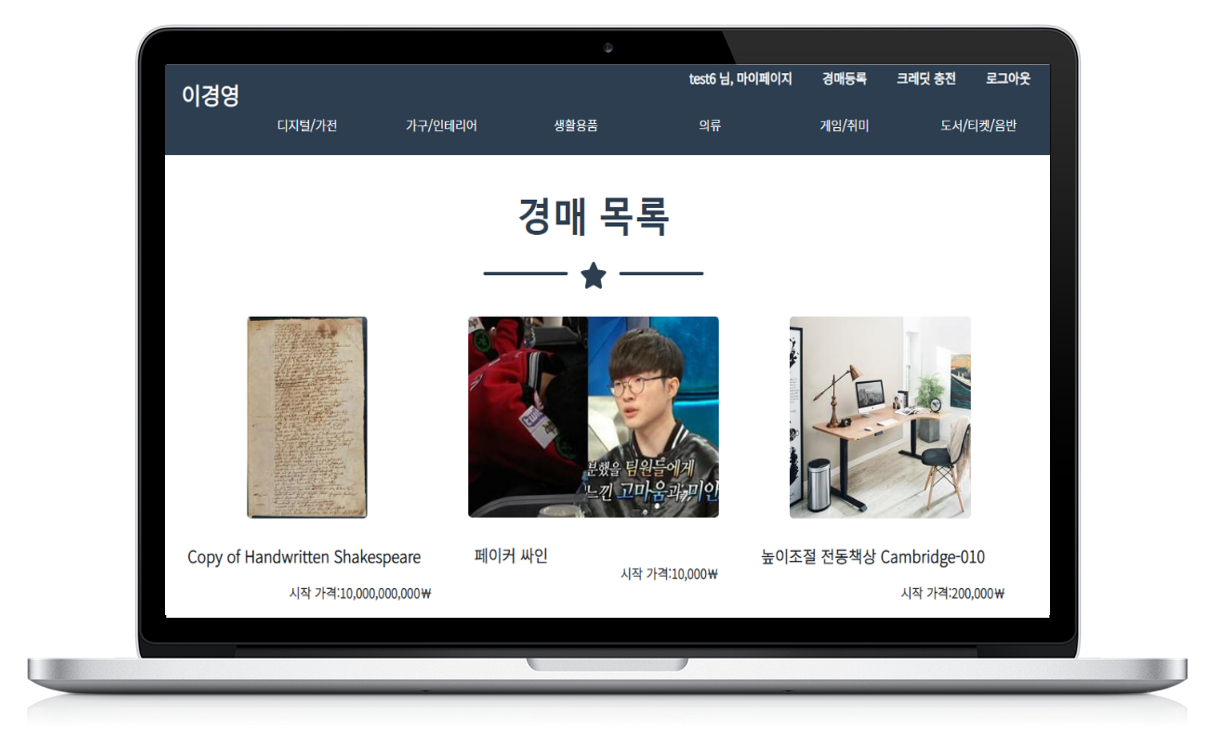 test6 님, 마이페이지 경매등록 크레딧 충전 로그아웃
이경영
디지털/가전 가구/인테리어 생활용품 의류 게임/취미 도서/티켓/음반
경매 목록
분했을 팀원들에게
느낀 고마움과 미안
Copy of Handwritten Shakespeare
시작 가격:10,000,000,000₩
페이커 싸인
시작 가격:10,000₩
높이조절 전동책상 Cambridge-010
시작 가격:200,000₩